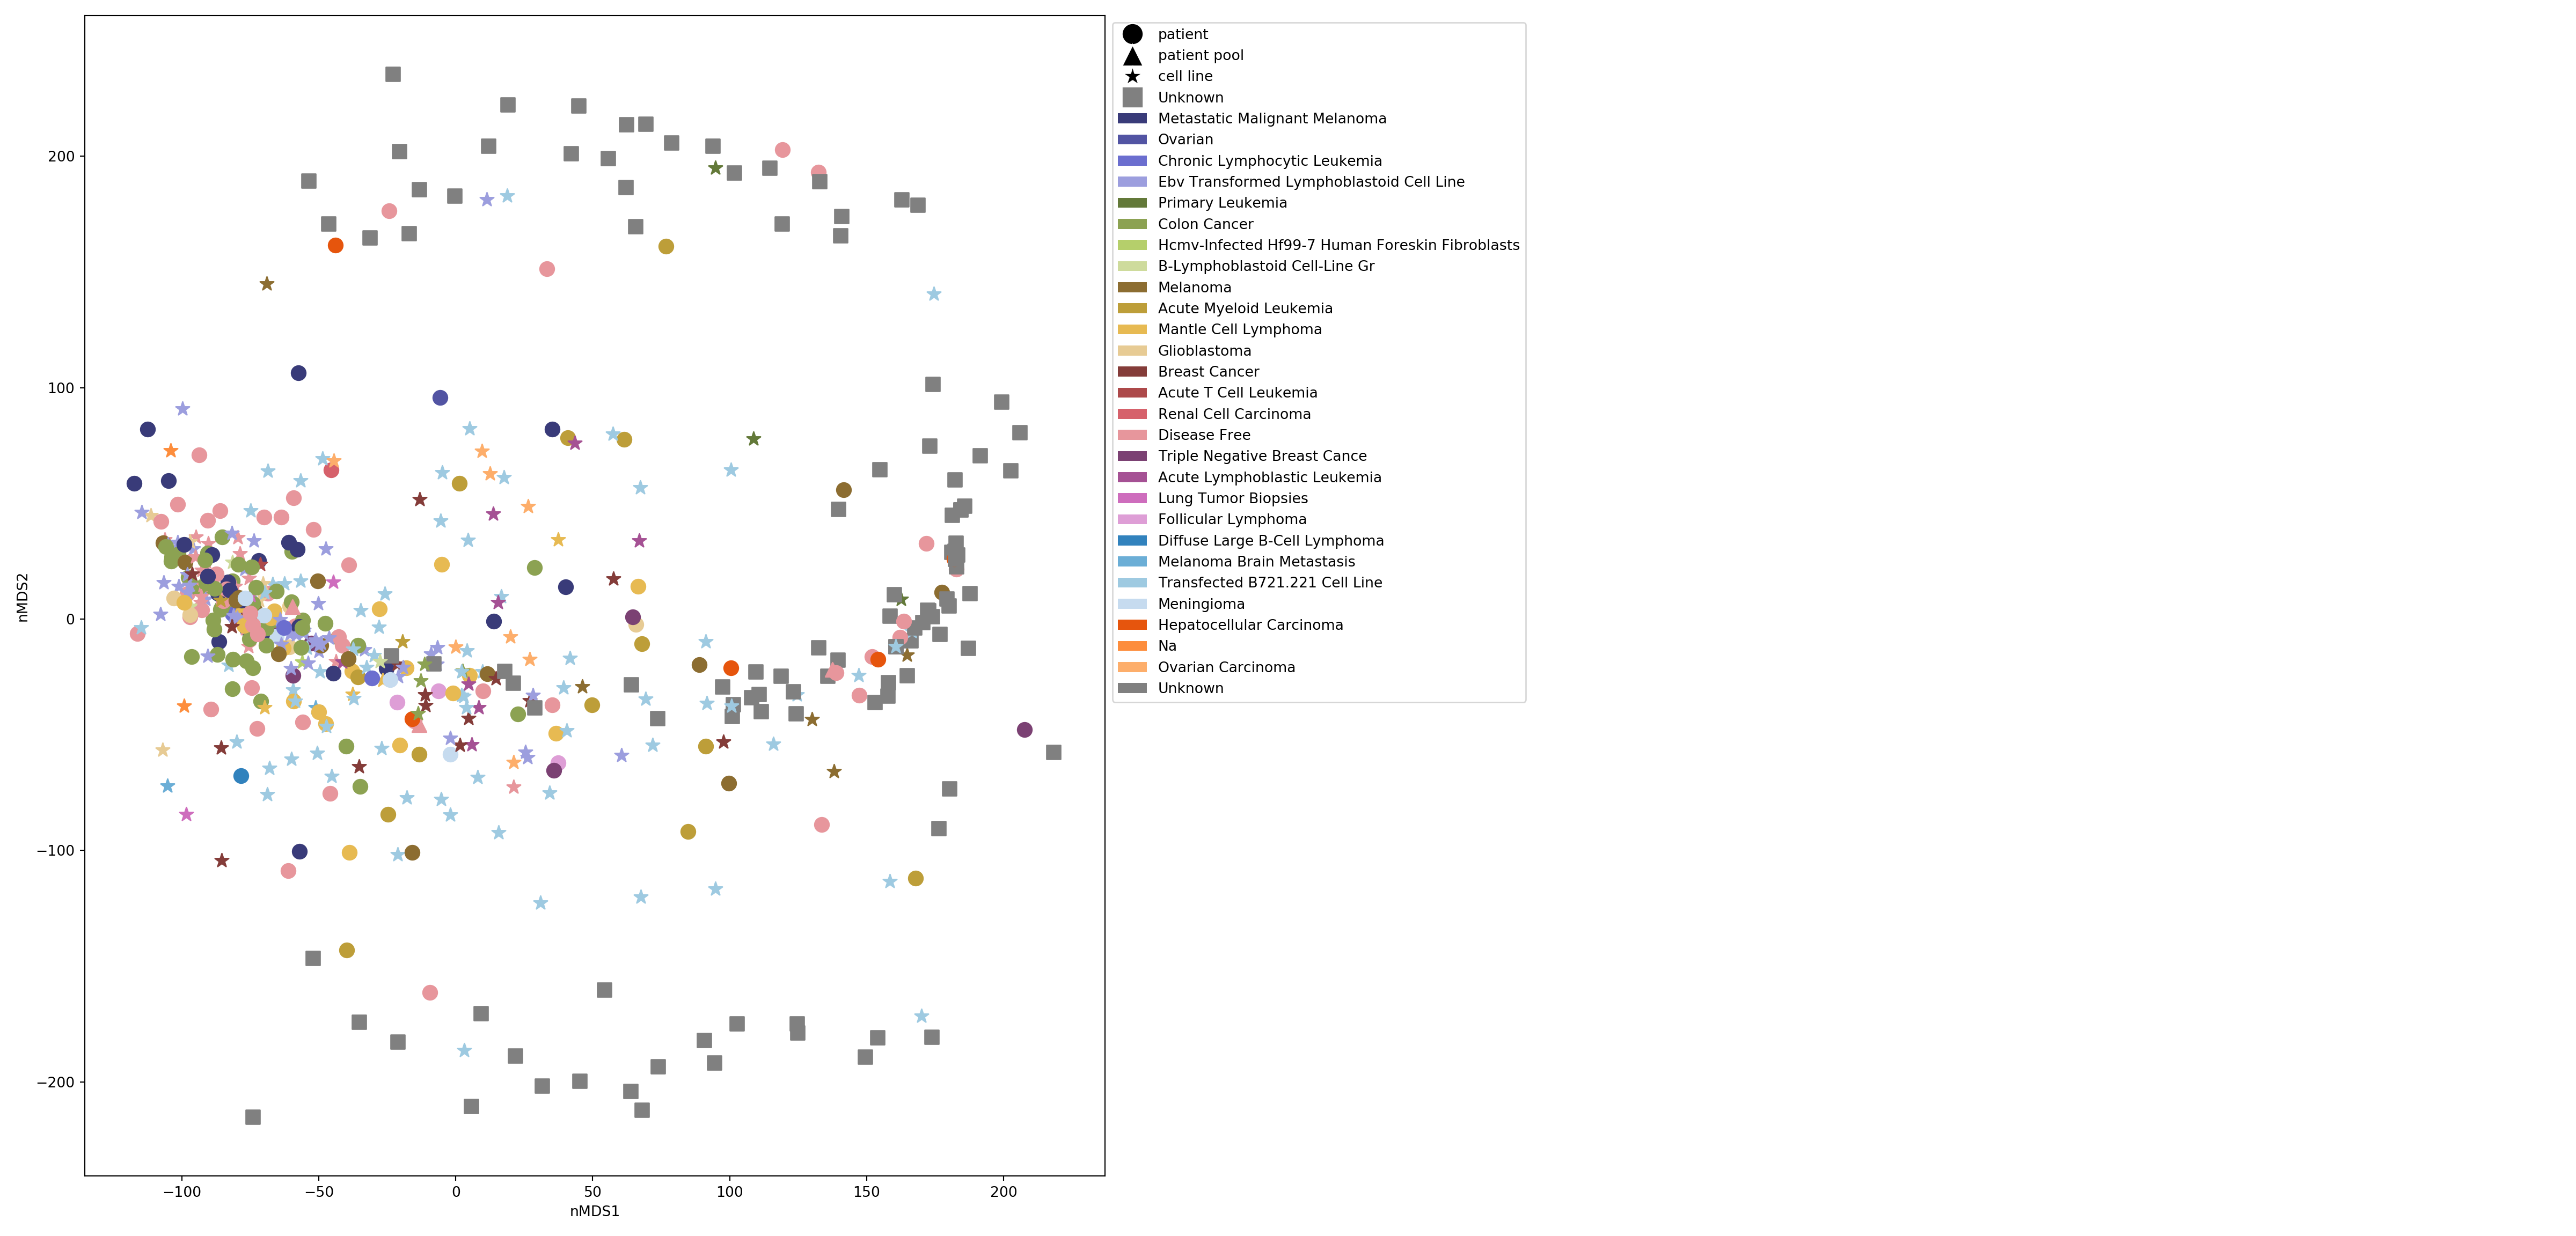 200
100
0
−100
−200
nMDS2
−100
−50
0
50
100
150
200
nMDS1
patient
patient pool
cell line
Unknown
Metastatic Malignant Melanoma
Ovarian
Chronic Lymphocytic Leukemia
Ebv Transformed Lymphoblastoid Cell Line
Primary Leukemia
Colon Cancer
Hcmv-Infected Hf99-7 Human Foreskin Fibroblasts
B-Lymphoblastoid Cell-Line Gr
Melanoma
Acute Myeloid Leukemia
Mantle Cell Lymphoma
Glioblastoma
Breast Cancer
Acute T Cell Leukemia
Renal Cell Carcinoma
Disease Free
Triple Negative Breast Cance
Acute Lymphoblastic Leukemia
Lung Tumor Biopsies
Follicular Lymphoma
Diffuse Large B-Cell Lymphoma
Melanoma Brain Metastasis
Transfected B721.221 Cell Line
Meningioma
Hepatocellular Carcinoma
Na
Ovarian Carcinoma
Unknown